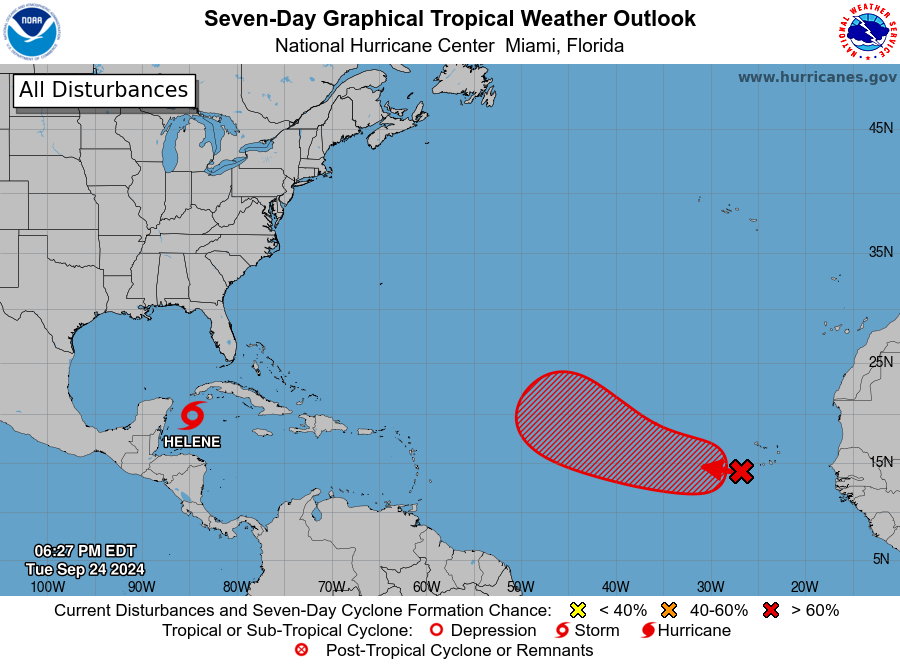 Seven-Day Graphical Tropical Weather Outlook
National Hurricane Center Miami, Florida
NOAA
NATIONAL WEATHER SERVICE
All Disturbances
www.hurricanes.gov
45N
35N
25N
HELENE
15N
06:27 PM EDT
Tue Sep 24 2024
5N
100W 90W 80W 70W 60W 50W 40W 30W 20W
Current Disturbances and Seven-Day Cyclone Formation Chance: < 40% 40-60% > 60%
Tropical or Sub-Tropical Cyclone: Depression Storm Hurricane
Post-Tropical Cyclone or Remnants